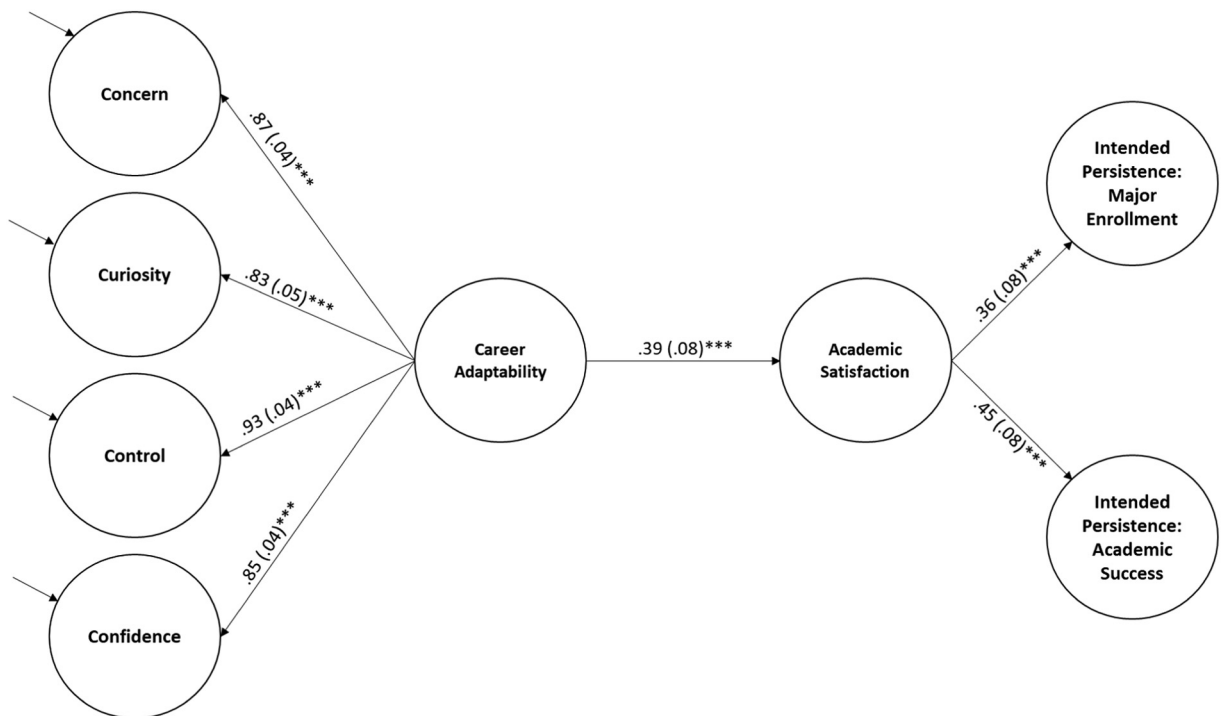 Concern
.87 (.04)***
Curiosity
.83 (.05)***
Control
.93 (.04)***
Confidence
.85 (.04)***
Career
Adaptability
.39 (.08)***
Academic
Satisfaction
.36 (.08)***
Intended
Persistence:
Major
Enrollment
.45 (.08)***
Intended
Persistence:
Academic
Success